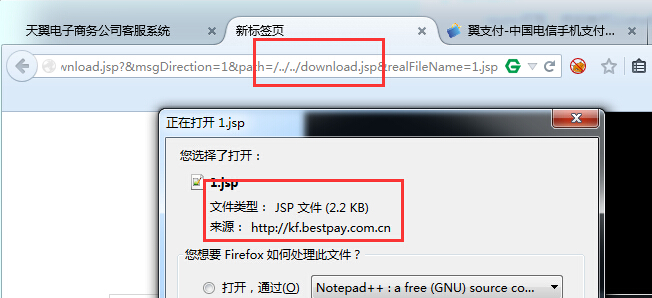 天翼电子商务公司客服系统
新标签页
翼支付-中国电信手机支付...
wnload.jsp?&msgDirection=1&path=/../../download.jsp&realFileName=1.jsp
正在打开 1.jsp
您选择了打开：
1.jsp
文件类型： JSP 文件 (2.2 KB)
来源： http://kf.bestpay.com.cn
您想要 Firefox 如何处理此文件？
打开，通过(O)
Notepad++ : a free (GNU) source co...